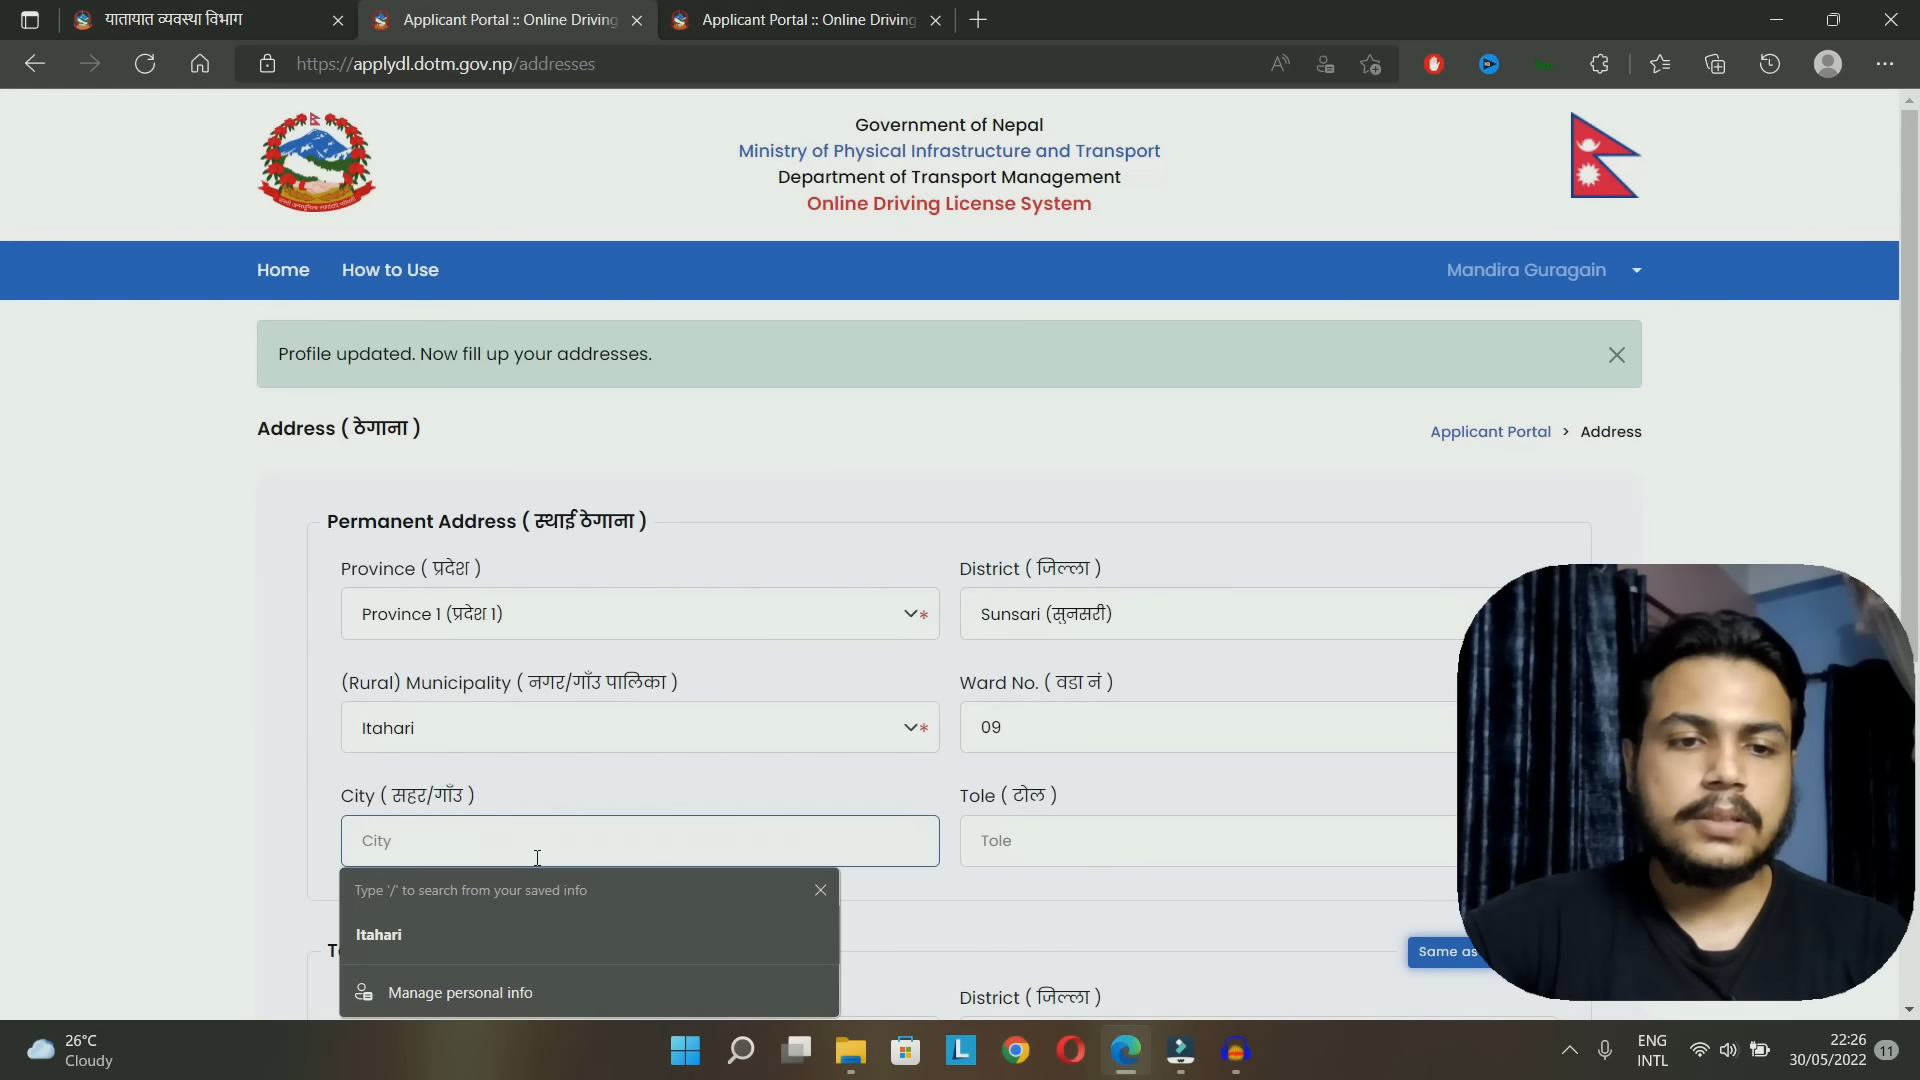 यातायात व्यवस्था विभाग
Applicant Portal :: Online Driving
Applicant Portal :: Online Driving
https://applydl.dotm.gov.np/addresses
Government of Nepal
Ministry of Physical Infrastructure and Transport
Department of Transport Management
Online Driving License System
Home
How to Use
Mandira Guragain
Profile updated. Now fill up your addresses.
Address ( ठेगाना )
Applicant Portal > Address
Permanent Address ( स्थाई ठेगाना )
Province ( प्रदेश )
District ( जिल्ला )
Province 1 (प्रदेश 1)
*
Sunsari (सुनसरी)
(Rural) Municipality ( नगर/गाँउ पालिका )
Ward No. ( वडा नं )
Itahari
*
09
City ( सहर/गाँउ )
Tole ( टोल )
City
Tole
Type '/' to search from your saved info
Itahari
Same as
Manage personal info
District ( जिल्ला )
26°C
Cloudy
ENG
INTL
22:26
30/05/2022
11